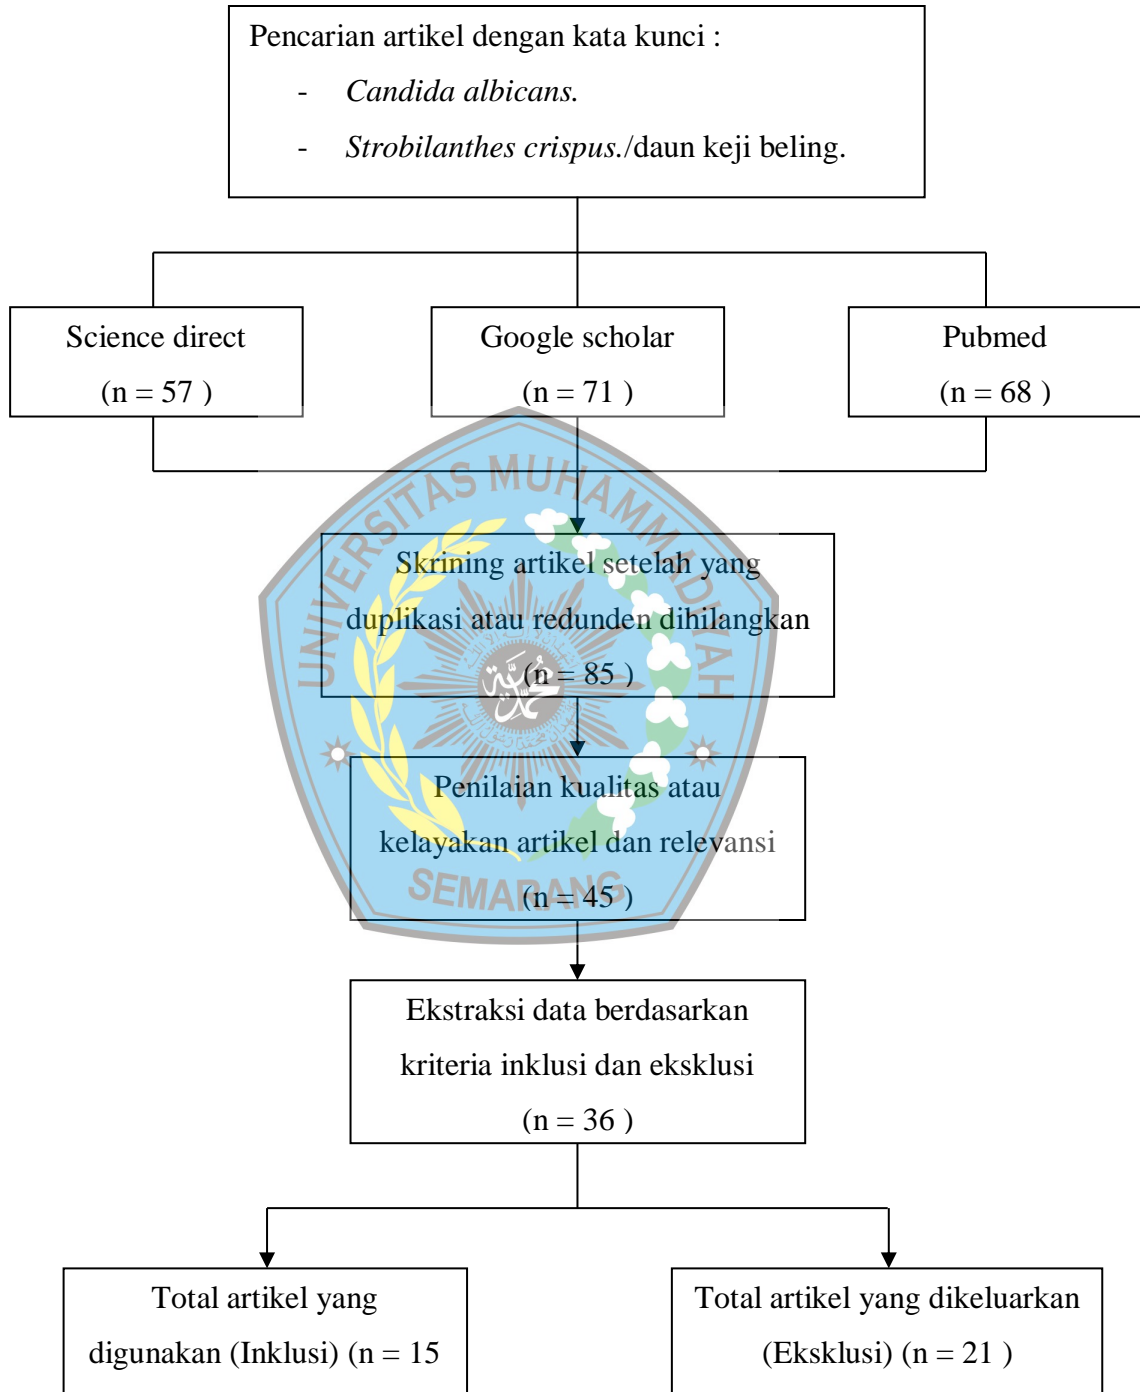 Pencarian artikel dengan kata kunci :
- Candida albicans.
- Strobilanthes crispus./daun keji beling.
Science direct
(n = 57 )
Google scholar
(n = 71 )
Pubmed
(n = 68 )
UNIVERSITAS MUHAMMADIYAH
Skrining artikel setelah yang
duplikasi atau redunden dihilangkan
(n = 85 )
Penilaian kualitas atau
kelayakan artikel dan relevansi
(n = 45 )
SEMARANG
Ekstraksi data berdasarkan
kriteria inklusi dan eksklusi
(n = 36 )
Total artikel yang
digunakan (Inklusi) (n = 15
Total artikel yang dikeluarkan
(Eksklusi) (n = 21 )